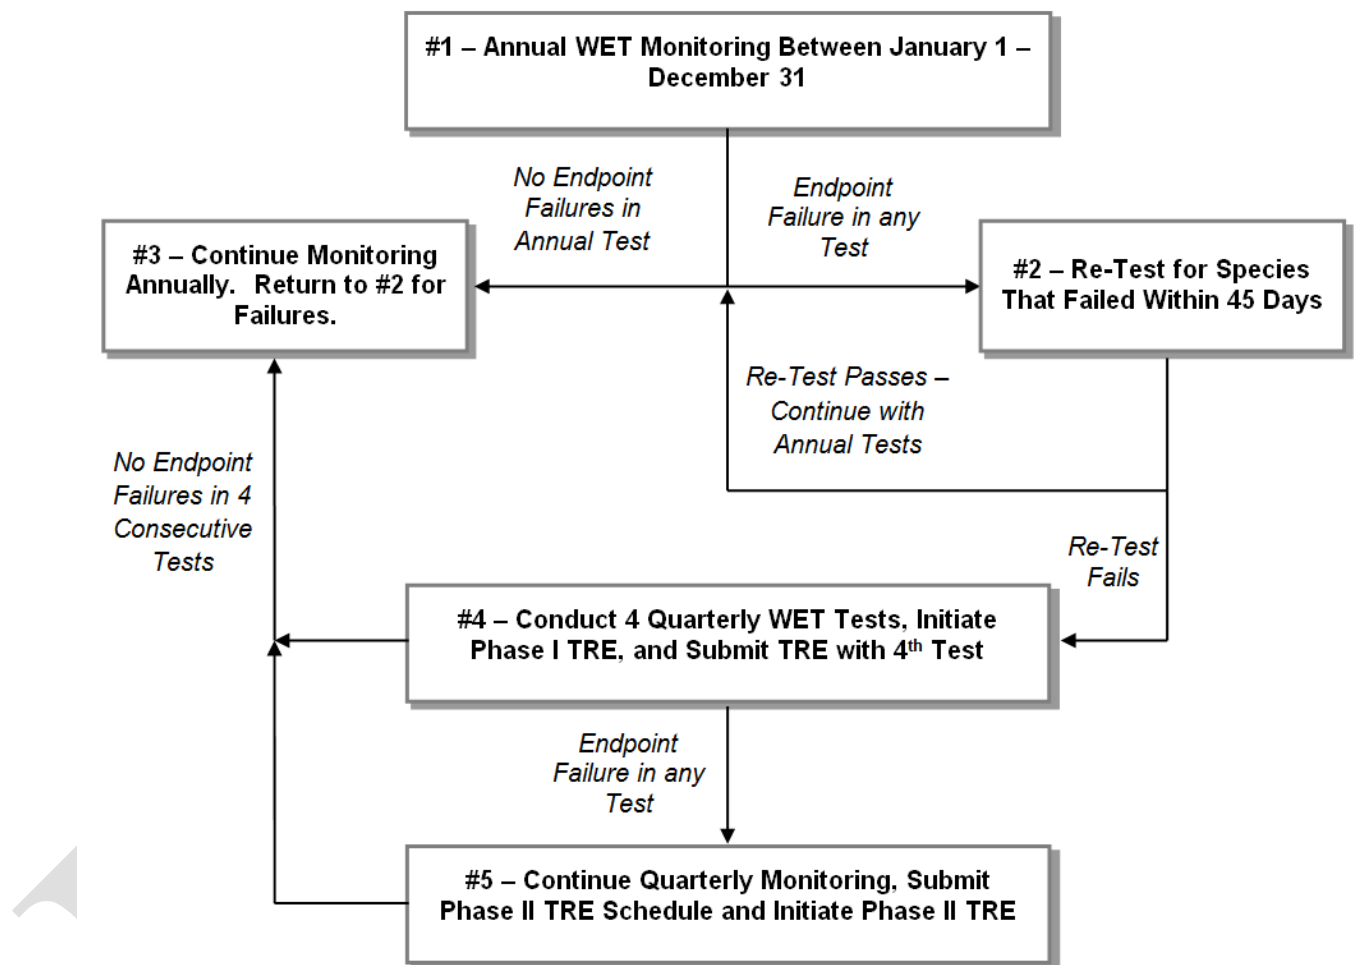 #1 – Annual WET Monitoring Between January 1 –
December 31
No Endpoint
Failures in
Annual Test
Endpoint
Failure in any
Test
#3 – Continue Monitoring
Annually.  Return to #2 for
Failures.
#2 – Re-Test for Species
That Failed Within 45 Days
Re-Test Passes –
Continue with
Annual Tests
No Endpoint
Failures in 4
Consecutive
Tests
Re-Test
Fails
#4 – Conduct 4 Quarterly WET Tests, Initiate
Phase I TRE, and Submit TRE with 4th Test
Endpoint
Failure in any
Test
#5 – Continue Quarterly Monitoring, Submit
Phase II TRE Schedule and Initiate Phase II TRE